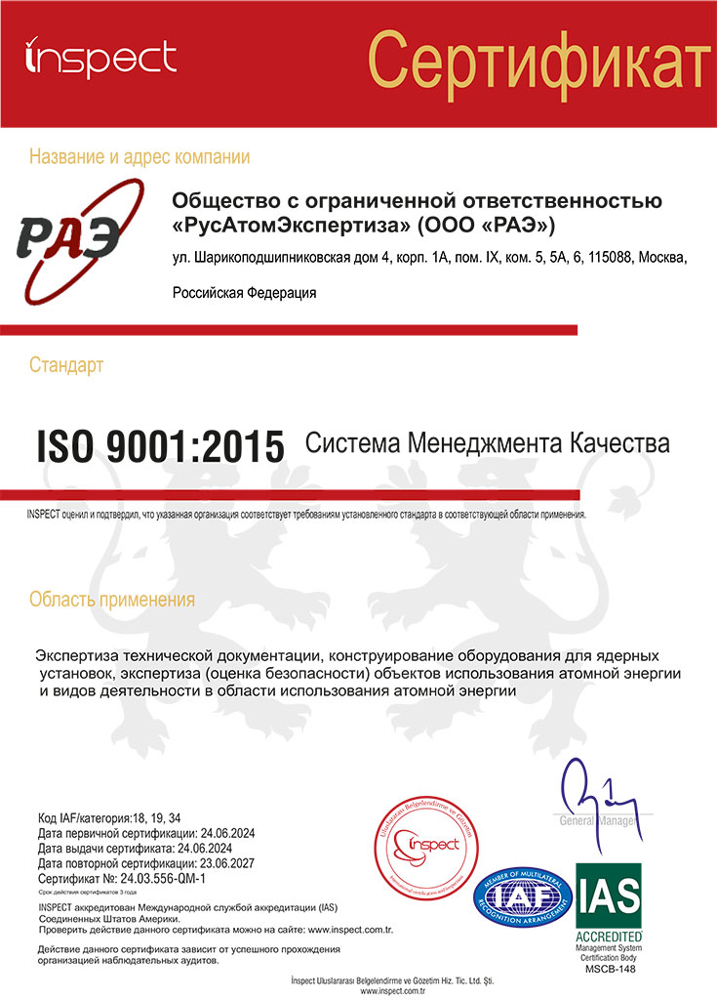 inspect
Сертификат
Название и адрес компании
РАЭ
Общество с ограниченной ответственностью
«РусАтомЭкспертиза» (ООО «РАЭ»)
ул. Шарикоподшипниковская дом 4, корп. 1А, пом. IX, ком. 5, 5А, 6, 115088, Москва,
Российская Федерация
Стандарт
ISO 9001:2015 Система Менеджмента Качества
INSPECT оценил и подтвердил, что указанная организация соответствует требованиям установленного стандарта в соответствующей области применения.
Область применения
Экспертиза технической документации, конструирование оборудования для ядерных
установок, экспертиза (оценка безопасности) объектов использования атомной энергии
и видов деятельности в области использования атомной энергии
Код IAF/категория:18, 19, 34
Дата первичной сертификации: 24.06.2024
Дата выдачи сертификата: 24.06.2024
Дата повторной сертификации: 23.06.2027
Сертификат №: 24.03.556-QM-1
Срок действия сертификатов 3 года
INSPECT аккредитован Международной службой аккредитации (IAS)
Соединенных Штатов Америки.
Проверить действие данного сертификата можно на сайте: www.inspect.com.tr.
Действие данного сертификата зависит от успешного прохождения
организацией наблюдательных аудитов.
Uluslararası Belgelendirme ve Gözetim
inspect
international certification and inspection
General Manager
MEMBER OF MULTILATERAL
IAF
RECOGNITION ARRANGEMENT
IAS
ACCREDITED
Management System
Certification Body
MSCB-148
İnspect Uluslararası Belgelendirme ve Gözetim Hiz. Tic. Ltd. Şti.
www.inspect.com.tr